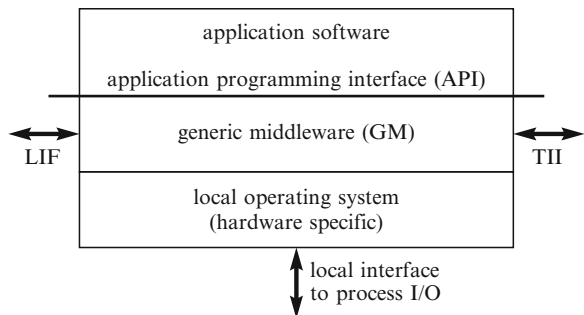 application software
application programming interface (API)
generic middleware (GM)
LIF
TII
local operating system
(hardware specific)
local interface
to process I/O